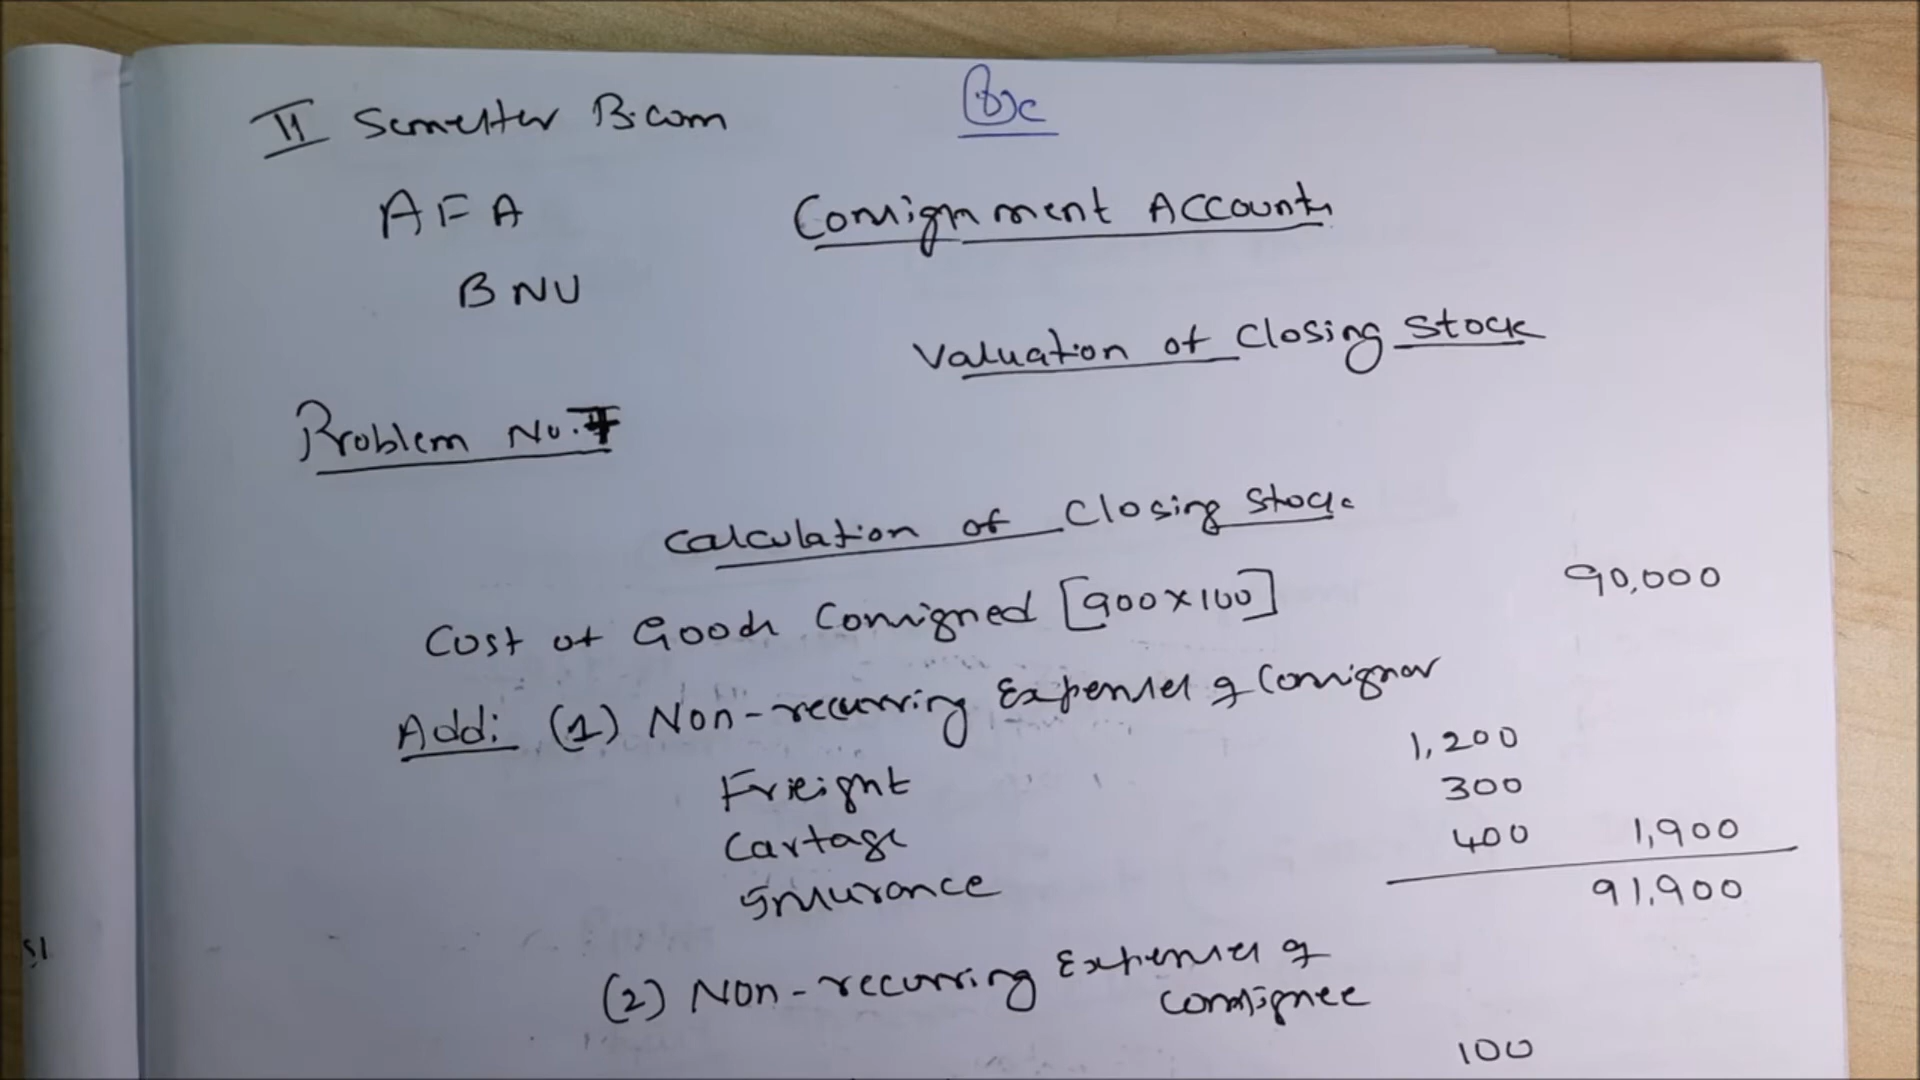 II Semester B.com
AFA
BNU
Consignment Accounts
Valuation of Closing Stock
Problem No. 7
Calculation of Closing Stock
Cost of Goods Consigned [900x100] 90,000
Add: (1) Non-recurring Expenses of Consignor
Freight 1,200
Cartage 300
Insurance 400 1,900
91,900
(2) Non-recurring Expenses of
consignee
100